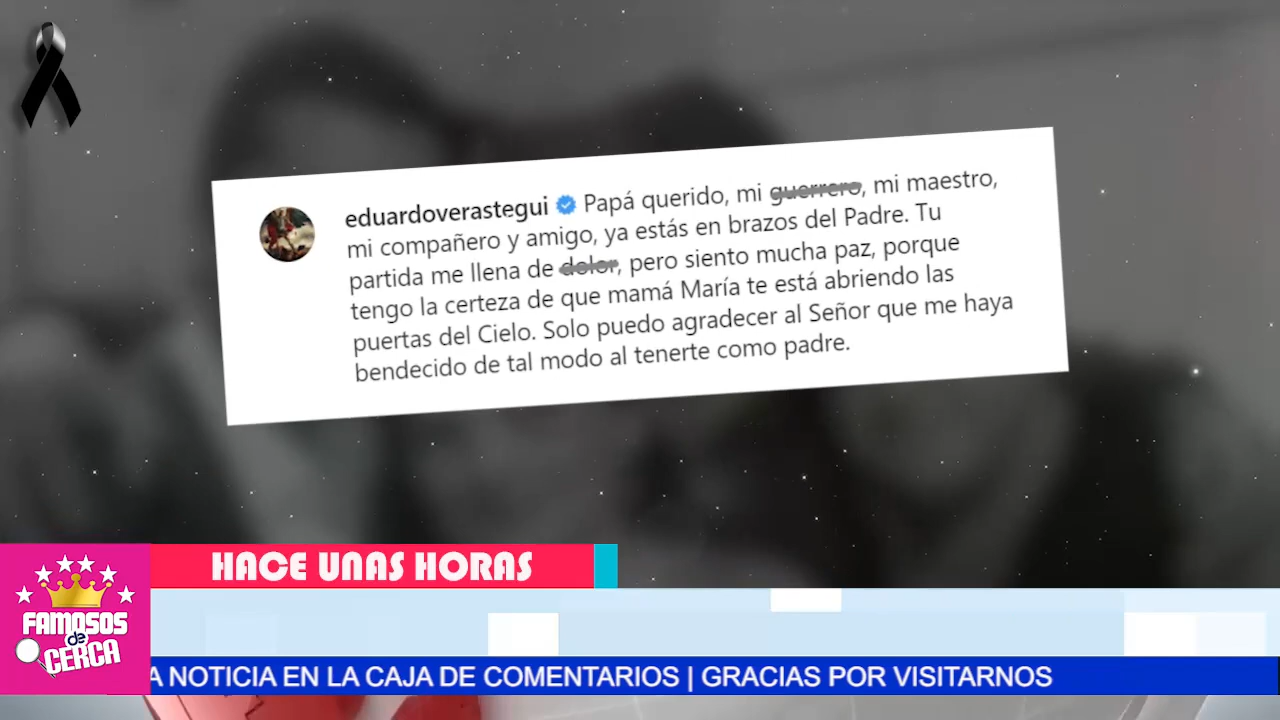 eduardoverastegui Papá querido, mi guerrero, mi maestro,
mi compañero y amigo, ya estás en brazos del Padre. Tu
partida me llena de dolor, pero siento mucha paz, porque
tengo la certeza de que mamá María te está abriendo las
puertas del Cielo. Solo puedo agradecer al Señor que me haya
bendecido de tal modo al tenerte como padre.
HACE UNAS HORAS
FAMOSOS
de
CERCA
A NOTICIA EN LA CAJA DE COMENTARIOS | GRACIAS POR VISITARNOS